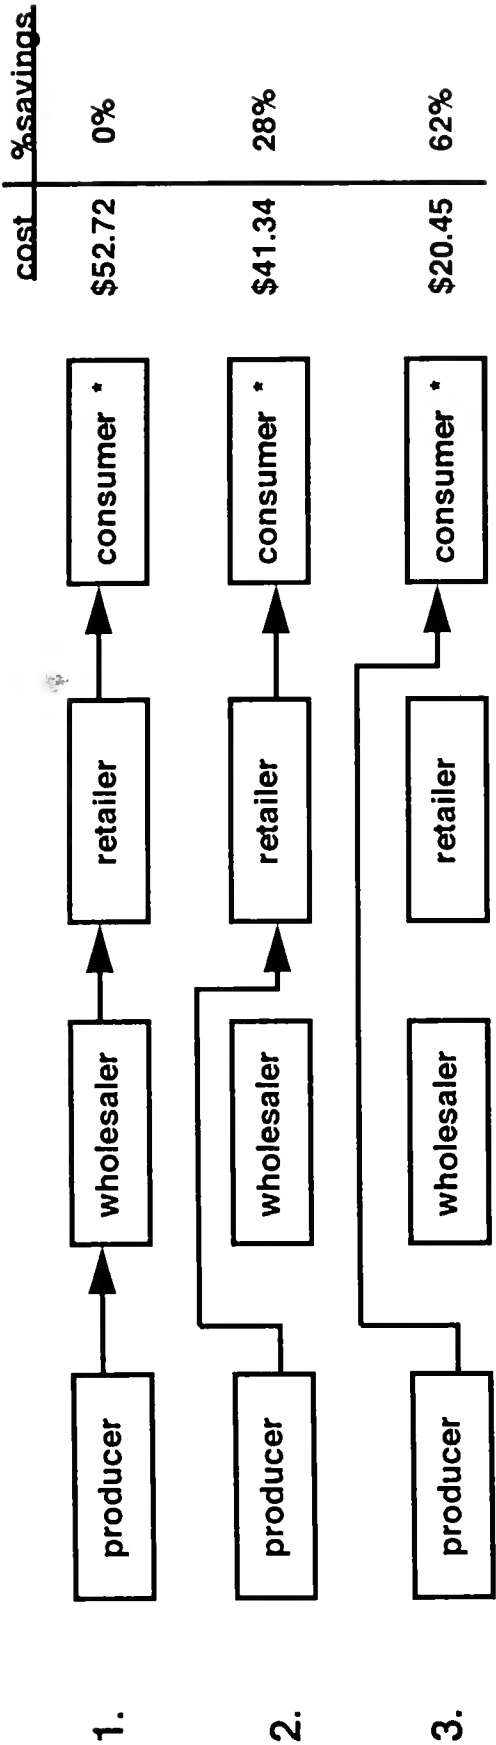 cost %savings
1. producer wholesaler retailer consumer * $52.72 0%
2. producer wholesaler retailer consumer * $41.34 28%
3. producer wholesaler retailer consumer * $20.45 62%